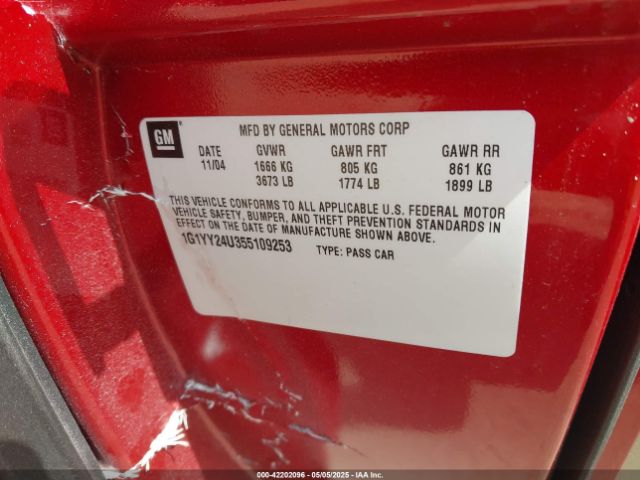 GM
MFD BY GENERAL MOTORS CORP
DATE GVWR GAWR FRT GAWR RR
11/04 1666 KG 805 KG 861 KG
3673 LB 1774 LB 1899 LB
THIS VEHICLE CONFORMS TO ALL APPLICABLE U.S. FEDERAL MOTOR
VEHICLE SAFETY, BUMPER, AND THEFT PREVENTION STANDARDS IN
EFFECT ON THE DATE OF MANUFACTURE SHOWN ABOVE.
1G1YY24U355109253 TYPE: PASS CAR
000-42202096 - 05/05/2025 - IAAI.COM